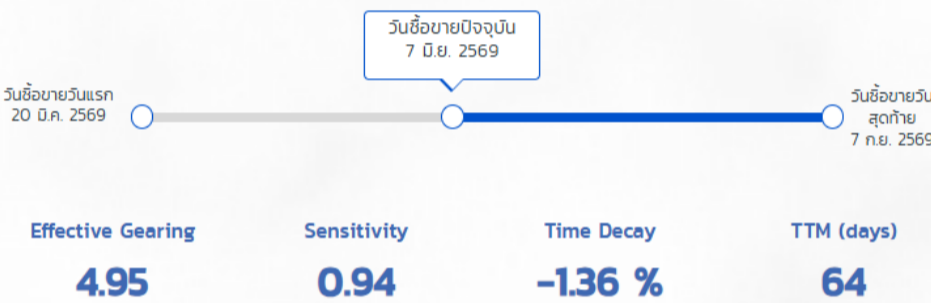 วันซื้อขายปัจจุบัน
7 มิ.ย. 2569
วันซื้อขายวันแรก
20 มี.ค. 2569
วันซื้อขายวัน
สุดท้าย
7 ก.ย. 2569
Effective Gearing
Sensitivity
Time Decay
TTM (days)
4.95
0.94
-1.36 %
64